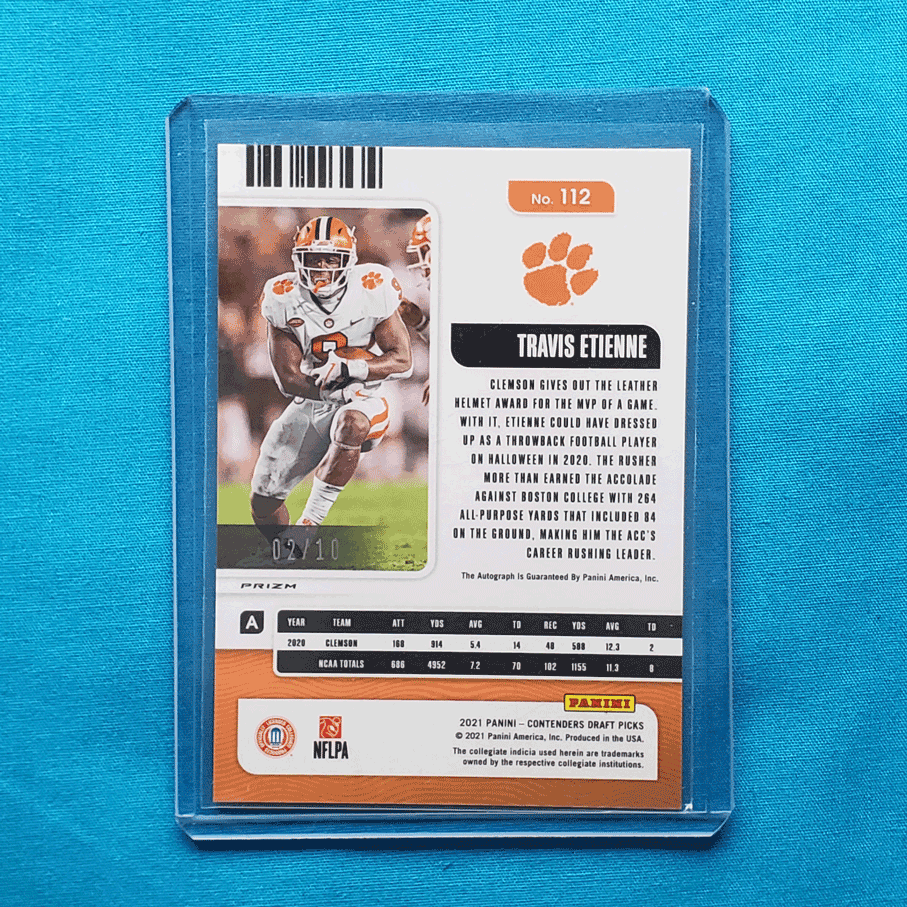 No. 112
TRAVIS ETIENNE
CLEMSON GIVES OUT THE LEATHER
HELMET AWARD FOR THE MVP OF A GAME.
WITH IT, ETIENNE COULD HAVE DRESSED
UP AS A THROWBACK FOOTBALL PLAYER
ON HALLOWEEN IN 2020. THE RUSHER
MORE THAN EARNED THE ACCOLADE
AGAINST BOSTON COLLEGE WITH 264
ALL-PURPOSE YARDS THAT INCLUDED 84
ON THE GROUND, MAKING HIM THE ACC'S
CAREER RUSHING LEADER.
The Autograph Is Guaranteed By Panini America, Inc.
02/10
PRIZM
A
YEAR TEAM ATT YDS AVG TD REC YDS AVG TD
2020 CLEMSON 168 914 5.4 14 48 588 12.3 2
NCAA TOTALS 686 4952 7.2 70 102 1155 11.3 8
PANINI
2021 PANINI – CONTENDERS DRAFT PICKS
© 2021 Panini America, Inc. Produced in the USA.
The collegiate indicia used herein are trademarks
owned by the respective collegiate institutions.
NFLPA